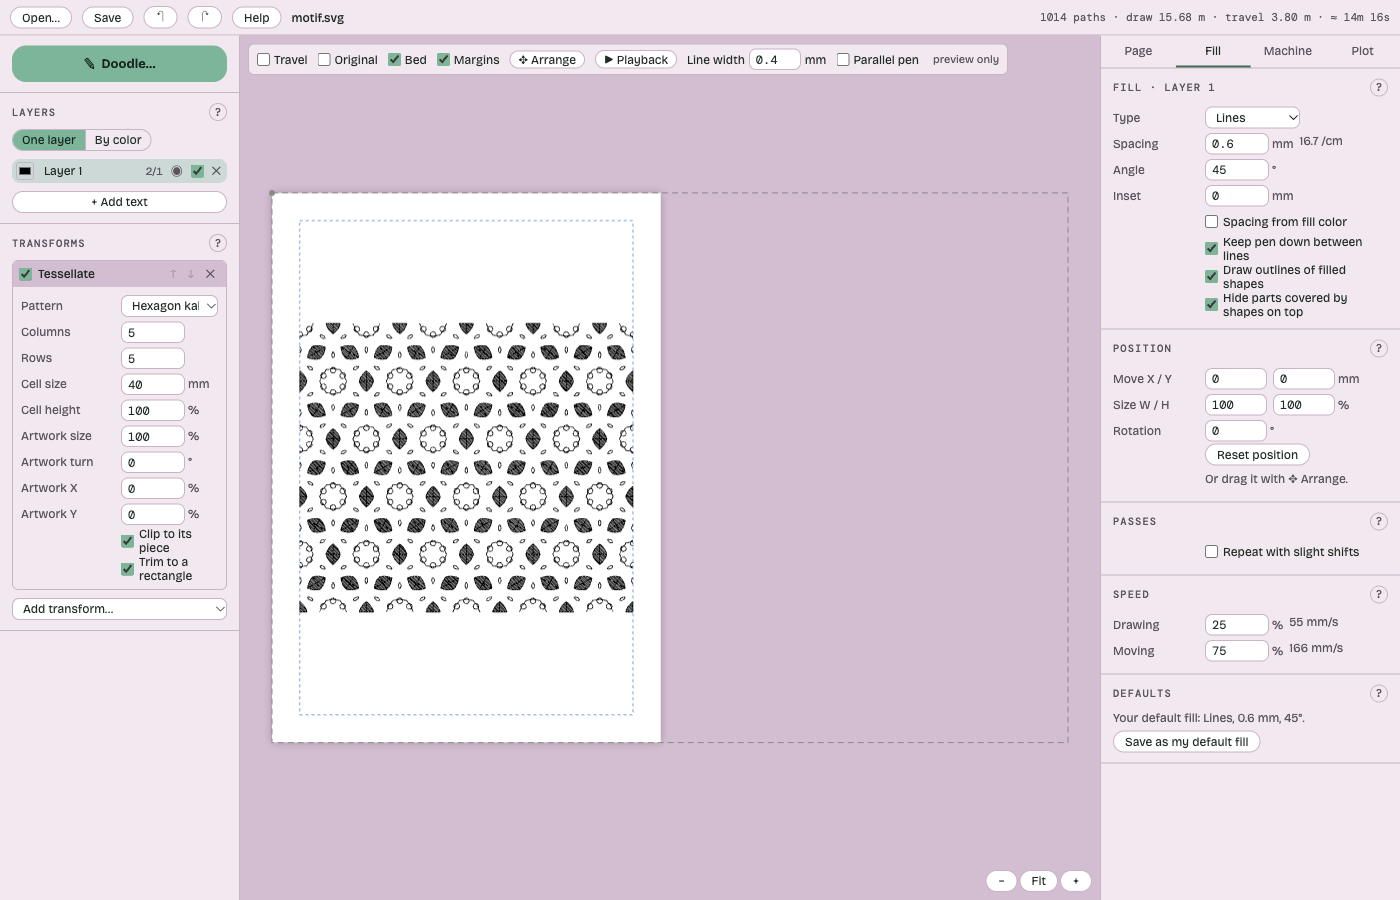 Open... Save Help motif.svg 1014 paths · draw 15.68 m · travel 3.80 m · ≈ 14m 16s
✎ Doodle...
LAYERS ?
One layer By color
Layer 1 2/1
+ Add text
TRANSFORMS ?
Tessellate ↑ ↓ ✕
Pattern Hexagon kal
Columns 5
Rows 5
Cell size 40 mm
Cell height 100 %
Artwork size 100 %
Artwork turn 0 °
Artwork X 0 %
Artwork Y 0 %
Clip to its
piece
Trim to a
rectangle
Add transform...
Travel Original Bed Margins ✥ Arrange ▶ Playback Line width 0.4 mm Parallel pen preview only
− Fit +
Page Fill Machine Plot
FILL · LAYER 1 ?
Type Lines
Spacing 0.6 mm 16.7 /cm
Angle 45 °
Inset 0 mm
Spacing from fill color
Keep pen down between
lines
Draw outlines of filled
shapes
Hide parts covered by
shapes on top
POSITION ?
Move X / Y 0 0 mm
Size W / H 100 100 %
Rotation 0 °
Reset position
Or drag it with ✥ Arrange.
PASSES ?
Repeat with slight shifts
SPEED ?
Drawing 25 % 55 mm/s
Moving 75 % 166 mm/s
DEFAULTS ?
Your default fill: Lines, 0.6 mm, 45°.
Save as my default fill